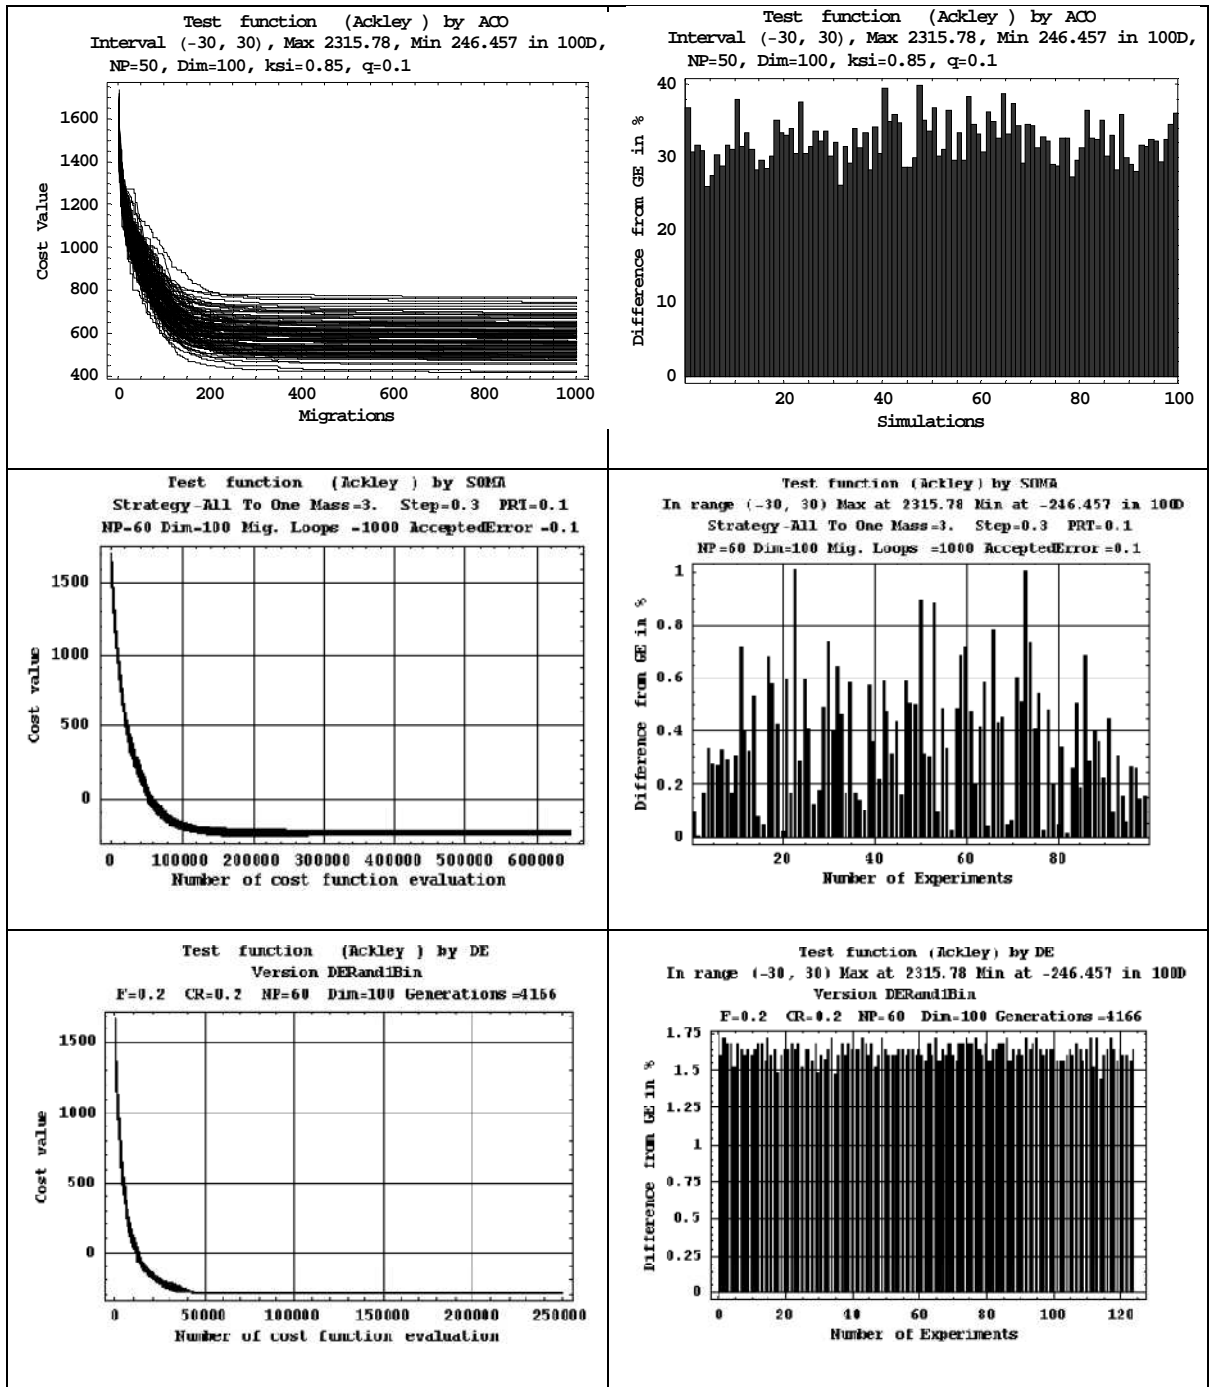 Test function (Ackley ) by ACO
Interval (-30, 30), Max 2315.78, Min 246.457 in 100D,
NP=50, Dim=100, ksi=0.85, q=0.1
Cost Value
1600
1400
1200
1000
800
600
400
0 200 400 600 800 1000
Migrations
Test function (Ackley ) by ACO
Interval (-30, 30), Max 2315.78, Min 246.457 in 100D,
NP=50, Dim=100, ksi=0.85, q=0.1
Difference from GE in %
40
30
20
10
0
20 40 60 80 100
Simulations
Test function (Ackley ) by SOMA
Strategy-All To One Mass=3. Step=0.3 PRT=0.1
NP=60 Dim=100 Mig. Loops =1000 AcceptedError =0.1
Cost value
1500
1000
500
0
0 100000 200000 300000 400000 500000 600000
Number of cost function evaluation
Test function (Ackley) by SOMA
In range (-30, 30) Max at 2315.78 Min at -246.457 in 100D
Strategy-All To One Mass=3. Step=0.3 PRT=0.1
NP=60 Dim=100 Mig. Loops =1000 AcceptedError =0.1
Difference from GE in %
1
0.8
0.6
0.4
0.2
0
20 40 60 80
Number of Experiments
Test function (Ackley ) by DE
Version DERand1Bin
F=0.2 CR=0.2 NP=60 Dim=100 Generations =4166
Cost value
1500
1000
500
0
0 50000 100000 150000 200000 250000
Number of cost function evaluation
Test function (Ackley) by DE
In range (-30, 30) Max at 2315.78 Min at -246.457 in 100D
Version DERand1Bin
F=0.2 CR=0.2 NP=60 Dim=100 Generations =4166
Difference from GE in %
1.75
1.5
1.25
1
0.75
0.5
0.25
0
0 20 40 60 80 100 120
Number of Experiments